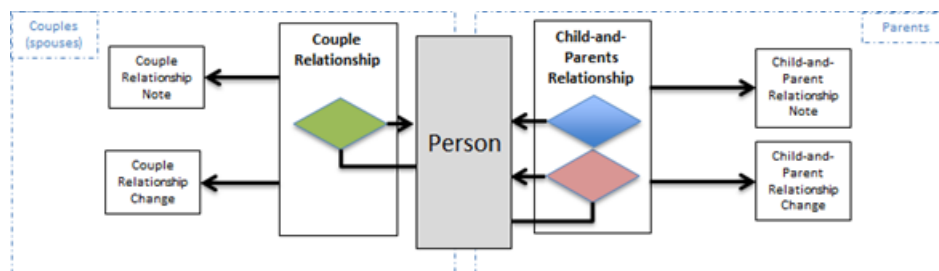 Couples
(spouses)
Couple
Relationship
Note
Couple
Relationship
Change
Couple
Relationship
Person
Child-and-
Parents
Relationship
Parents
Child-and-
Parent
Relationship
Note
Child-and-
Parent
Relationship
Change